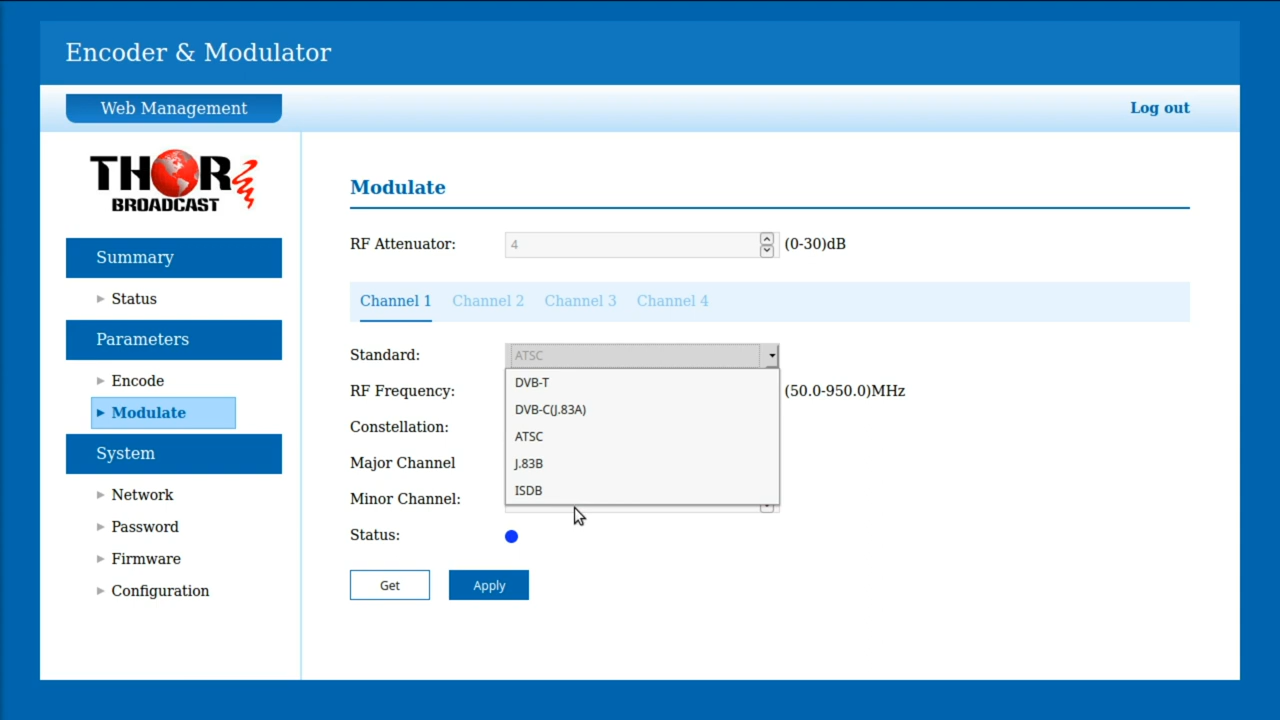 Encoder & Modulator
Web Management
Log out
THOR
BROADCAST
Summary
Status
Parameters
Encode
Modulate
System
Network
Password
Firmware
Configuration
Modulate
RF Attenuator: 4 (0-30)dB
Channel 1 Channel 2 Channel 3 Channel 4
Standard: ATSC
DVB-T
RF Frequency: (50.0-950.0)MHz
DVB-C(J.83A)
Constellation:
ATSC
Major Channel
J.83B
Minor Channel:
ISDB
Status:
Get Apply